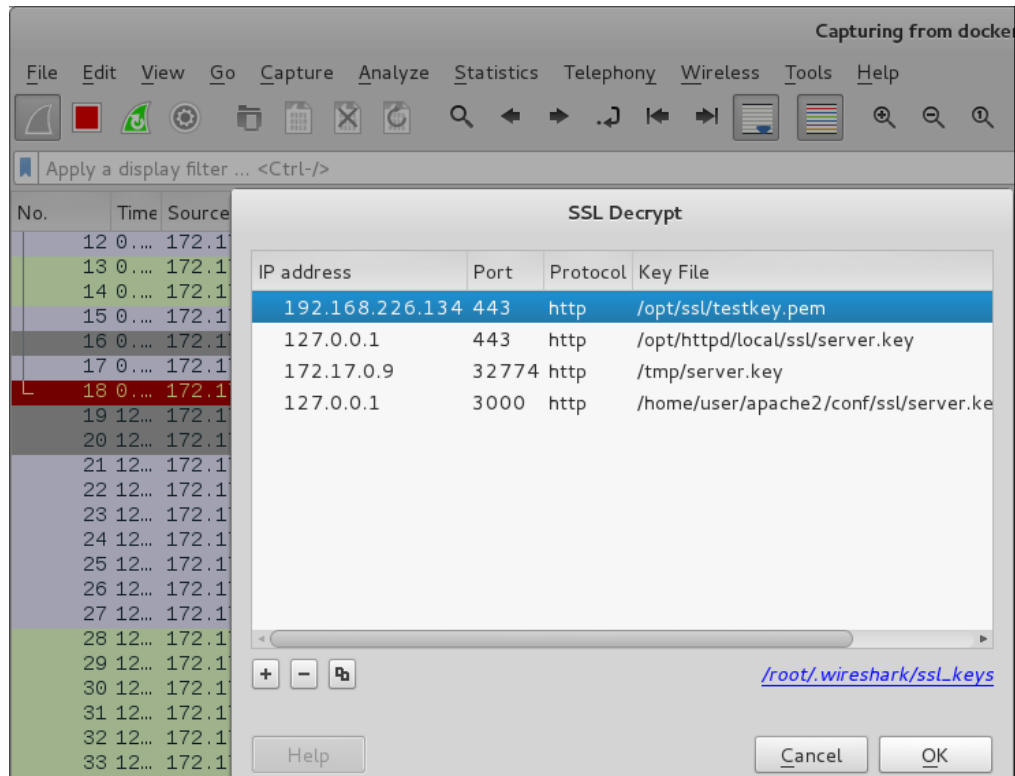 Capturing from docke
File Edit View Go Capture Analyze Statistics Telephony Wireless Tools Help
Apply a display filter ... <Ctrl-/>
No. Time Source
12 0.... 172.1
13 0.... 172.1
14 0.... 172.1
15 0.... 172.1
16 0.... 172.1
17 0.... 172.1
18 0.... 172.1
19 12... 172.1
20 12... 172.1
21 12... 172.1
22 12... 172.1
23 12... 172.1
24 12... 172.1
25 12... 172.1
26 12... 172.1
27 12... 172.1
28 12... 172.1
29 12... 172.1
30 12... 172.1
31 12... 172.1
32 12... 172.1
33 12... 172.1
SSL Decrypt
IP address Port Protocol Key File
192.168.226.134 443 http /opt/ssl/testkey.pem
127.0.0.1 443 http /opt/httpd/local/ssl/server.key
172.17.0.9 32774 http /tmp/server.key
127.0.0.1 3000 http /home/user/apache2/conf/ssl/server.ke
+ −
/root/.wireshark/ssl_keys
Help Cancel OK